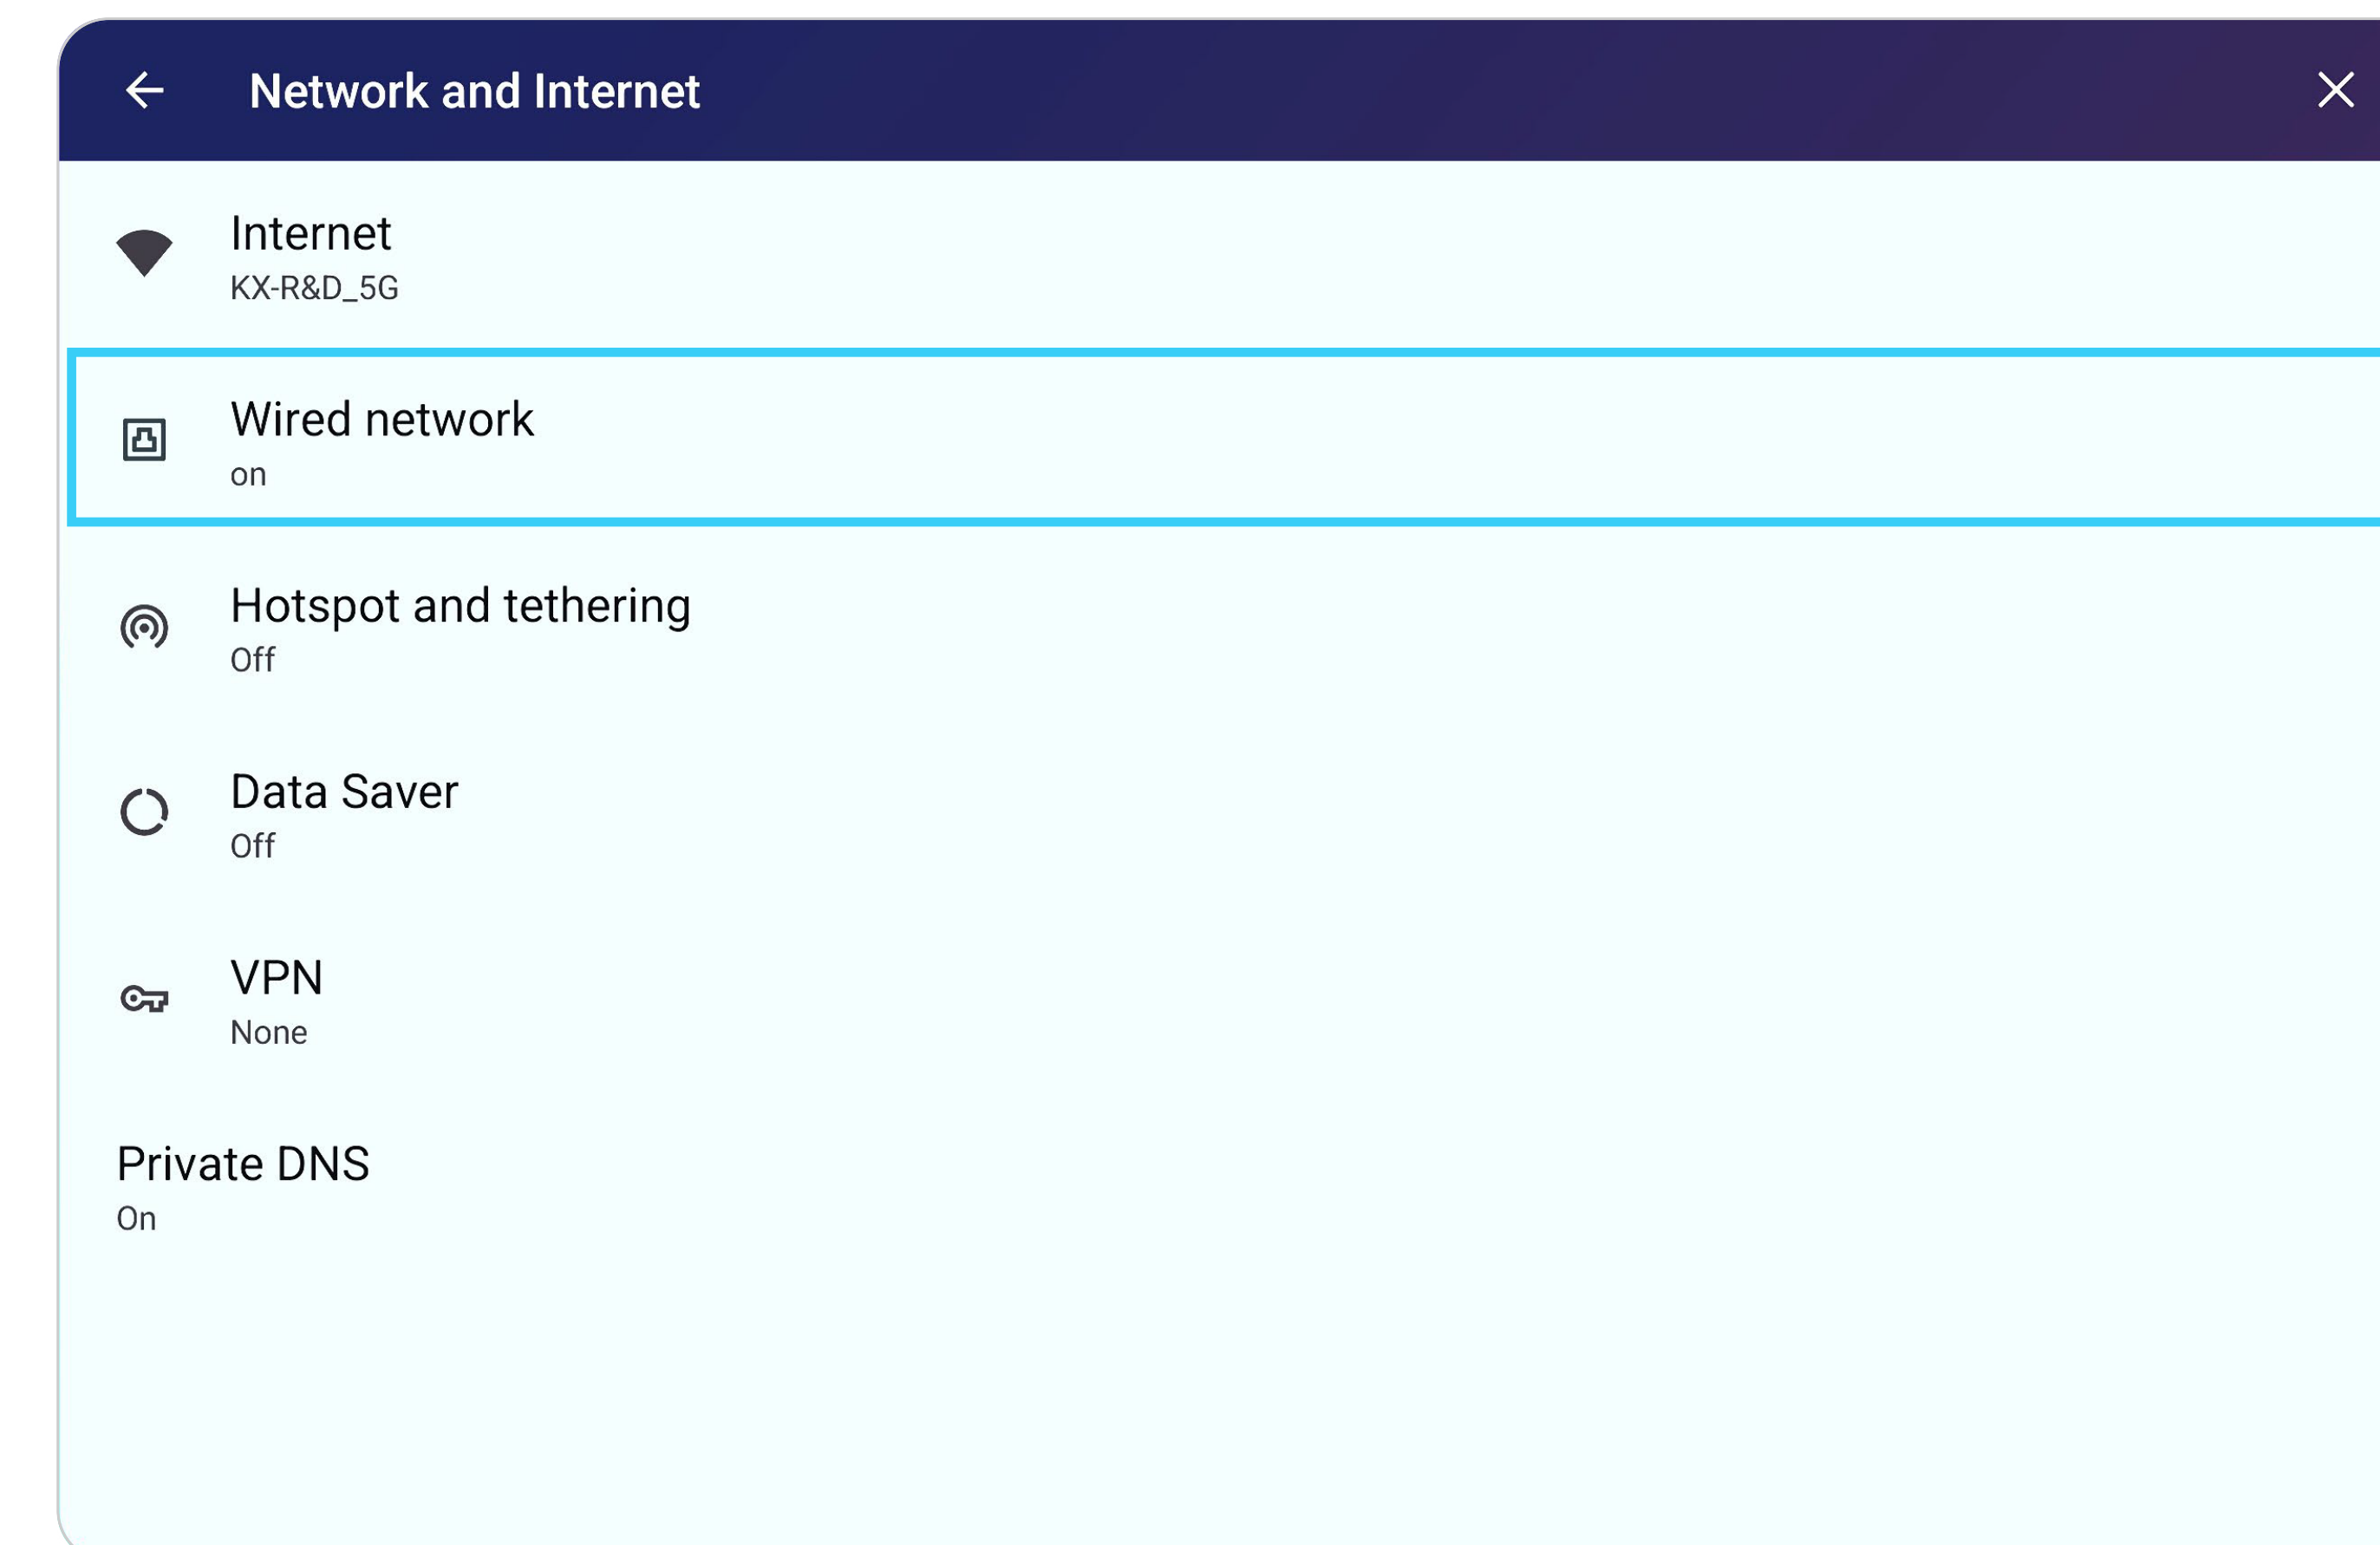 Network and Internet
Internet
KX-R&D_5G
Wired network
on
Hotspot and tethering
Off
Data Saver
Off
VPN
None
Private DNS
On